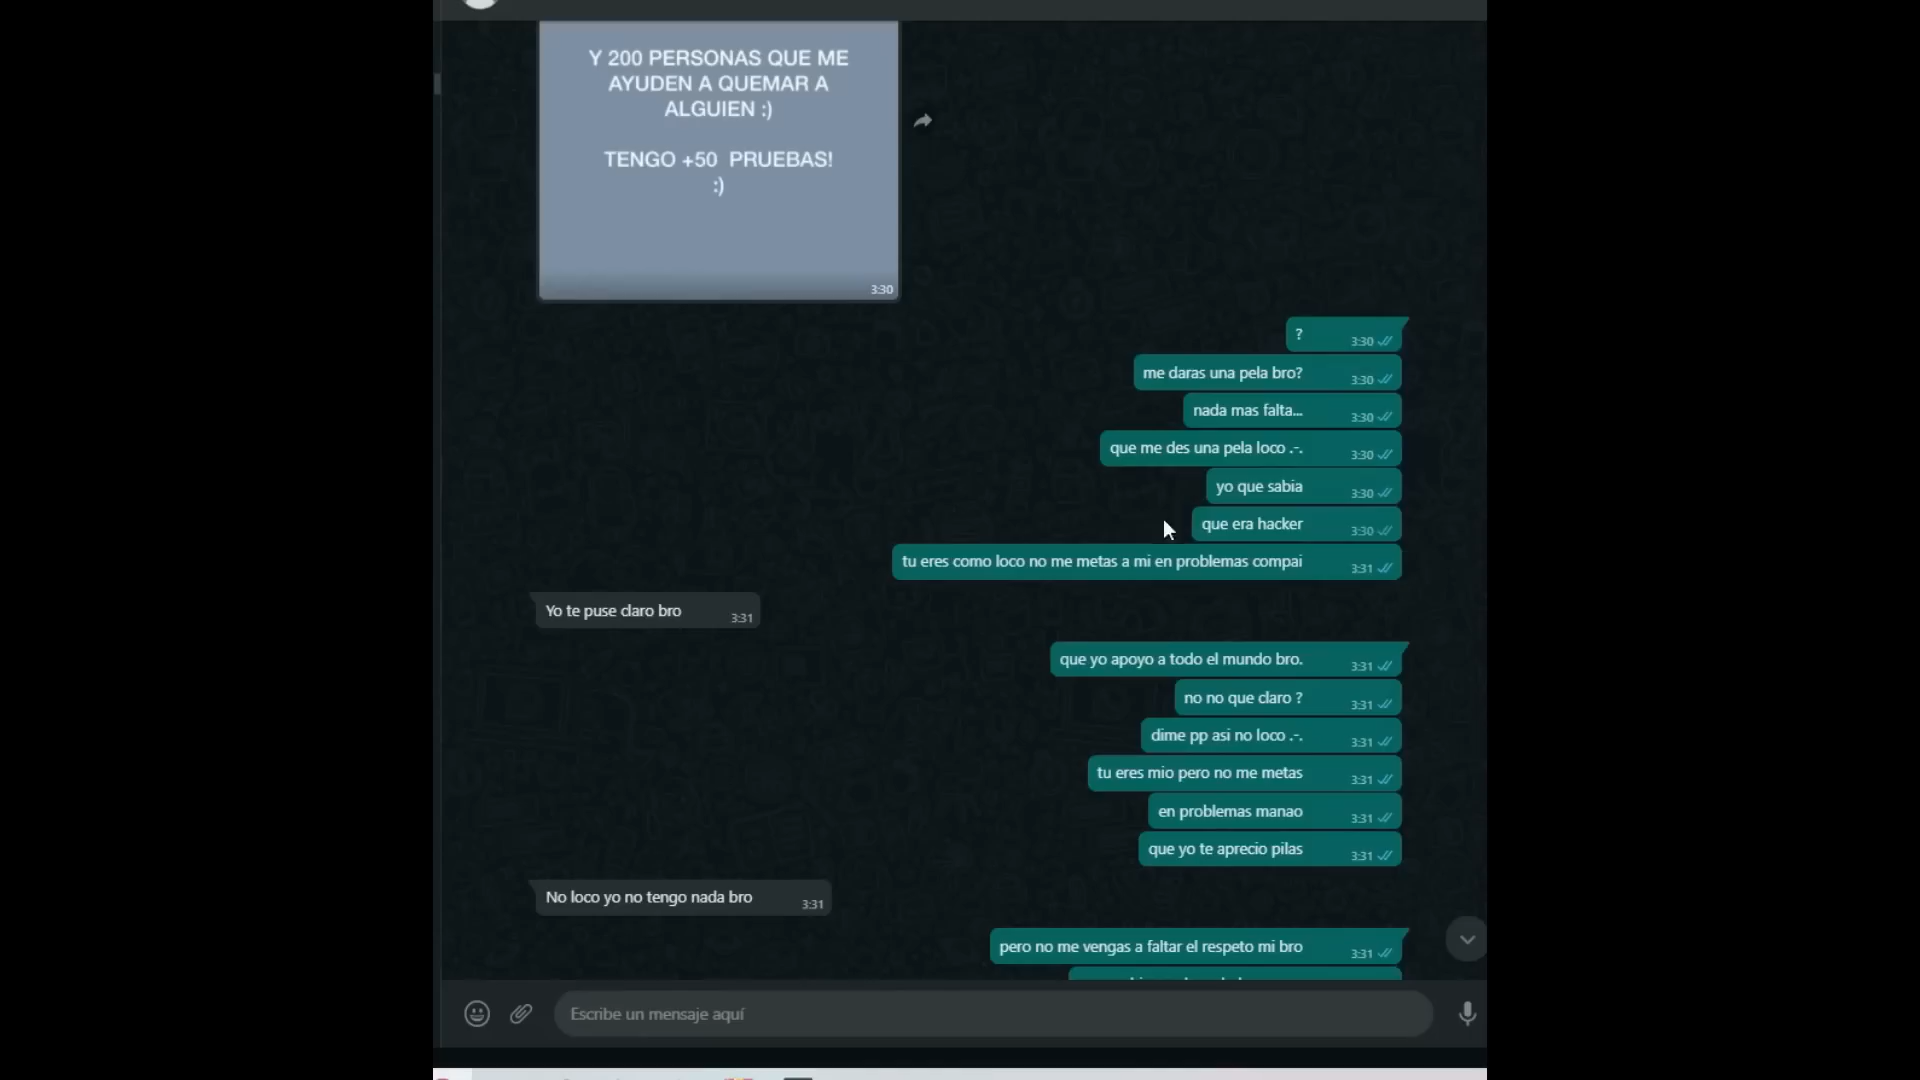 Y 200 PERSONAS QUE ME
AYUDEN A QUEMAR A
ALGUIEN :)
TENGO +50 PRUEBAS!
:)
3:30
? 3:30
me daras una pela bro? 3:30
nada mas falta... 3:30
que me des una pela loco .-. 3:30
yo que sabia 3:30
que era hacker 3:30
tu eres como loco no me metas a mi en problemas compai 3:31
Yo te puse claro bro 3:31
que yo apoyo a todo el mundo bro. 3:31
no no que claro ? 3:31
dime pp asi no loco .-. 3:31
tu eres mio pero no me metas 3:31
en problemas manao 3:31
que yo te aprecio pilas 3:31
No loco yo no tengo nada bro 3:31
pero no me vengas a faltar el respeto mi bro 3:31
Escribe un mensaje aquí